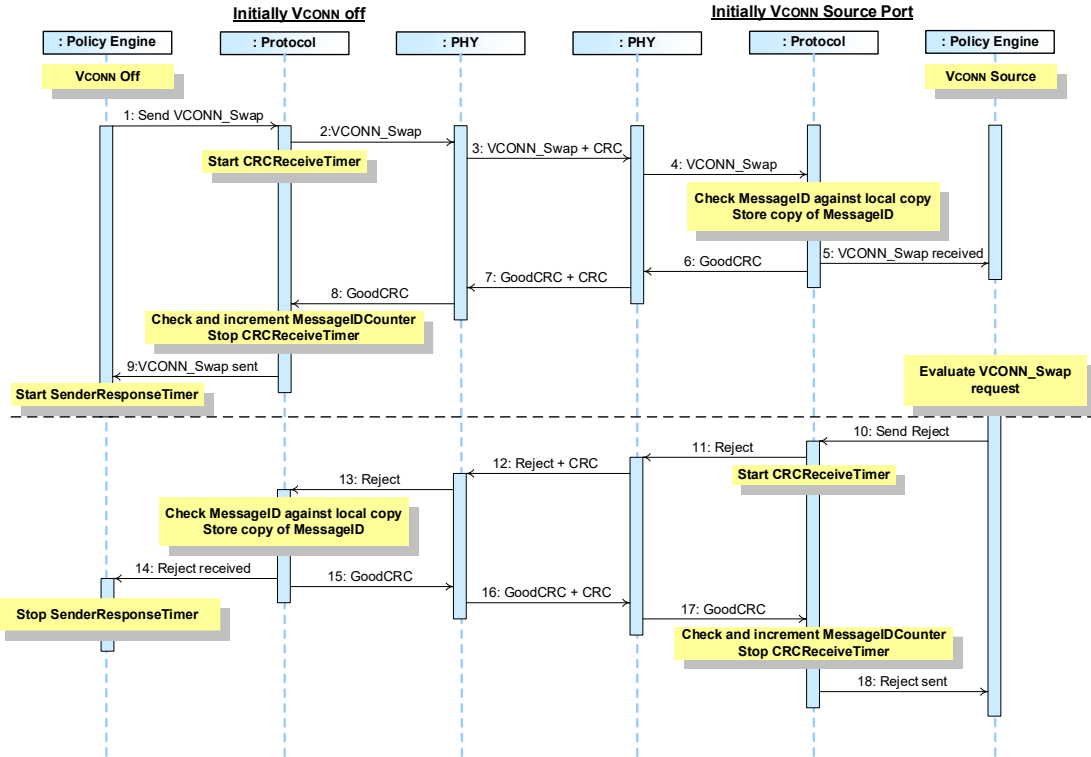 Initially VCONN off
Initially VCONN Source Port
: Policy Engine
: Protocol
: PHY
: PHY
: Protocol
: Policy Engine
VCONN Off
VCONN Source
1: Send VCONN_Swap
2:VCONN_Swap
Start CRCReceiveTimer
3: VCONN_Swap + CRC
4: VCONN_Swap
Check MessageID against local copy
Store copy of MessageID
5: VCONN_Swap received
6: GoodCRC
7: GoodCRC + CRC
8: GoodCRC
Check and increment MessageIDCounter
Stop CRCReceiveTimer
9:VCONN_Swap sent
Start SenderResponseTimer
Evaluate VCONN_Swap
request
10: Send Reject
11: Reject
Start CRCReceiveTimer
12: Reject + CRC
13: Reject
Check MessageID against local copy
Store copy of MessageID
14: Reject received
15: GoodCRC
Stop SenderResponseTimer
16: GoodCRC + CRC
17: GoodCRC
Check and increment MessageIDCounter
Stop CRCReceiveTimer
18: Reject sent